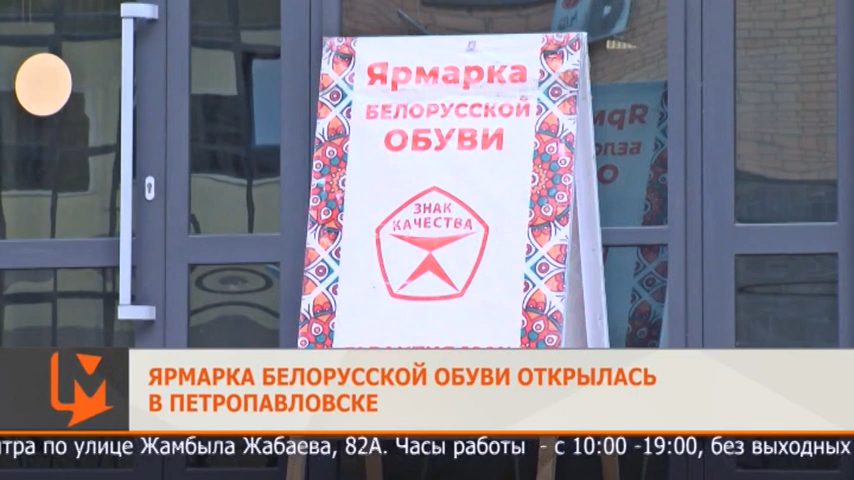 Ярмарка
БЕЛОРУССКОЙ
ОБУВИ
ЗНАК
КАЧЕСТВА
ЯРМАРКА БЕЛОРУССКОЙ ОБУВИ ОТКРЫЛАСЬ
В ПЕТРОПАВЛОВСКЕ
нтра по улице Жамбыла Жабаева, 82А. Часы работы - с 10:00 -19:00, без выходных